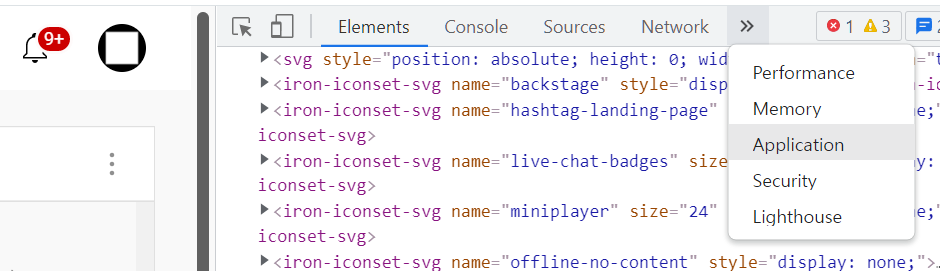 9+
Elements Console Sources Network » 1 3
<svg style="position: absolute; height: 0; wid
<iron-iconset-svg name="backstage" style="disp
<iron-iconset-svg name="hashtag-landing-page"
iconset-svg>
<iron-iconset-svg name="live-chat-badges" size
iconset-svg>
<iron-iconset-svg name="miniplayer" size="24"
iconset-svg>
<iron-iconset-svg name="offline-no-content" style="display: none;">…
Performance
Memory
Application
Security
Lighthouse